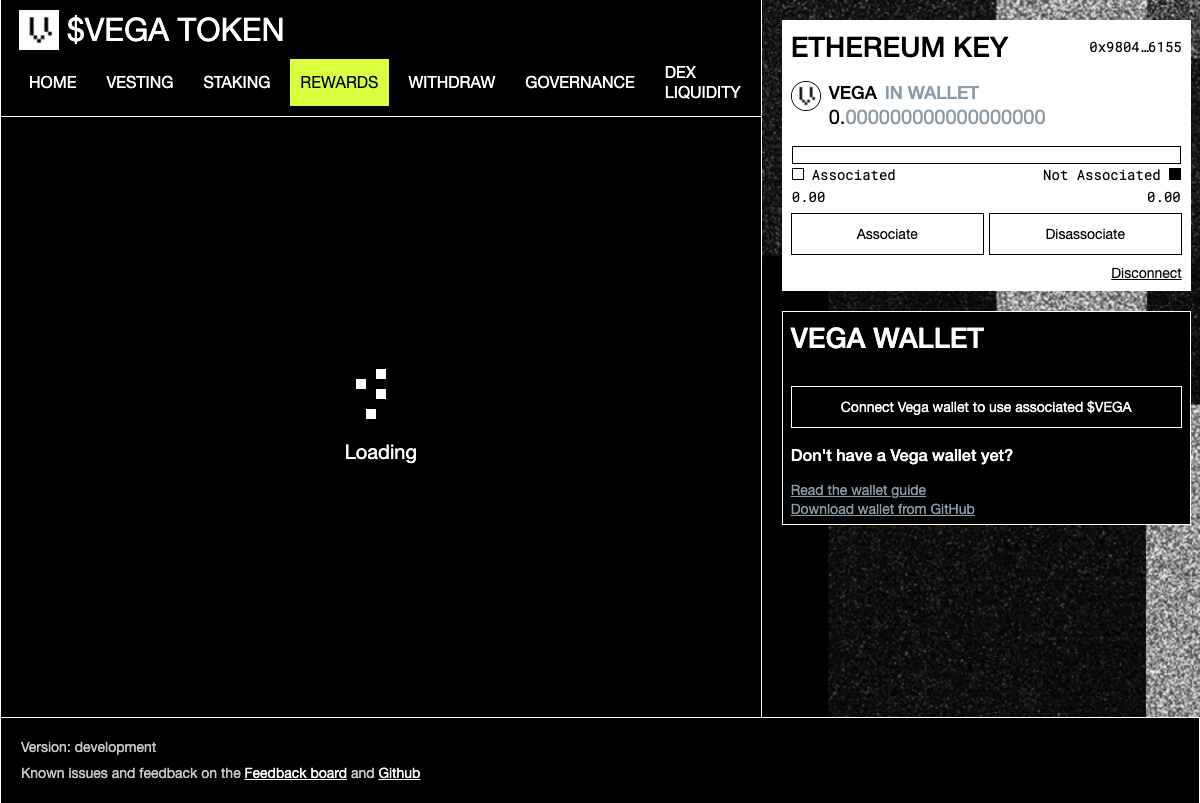 $VEGA TOKEN
HOME VESTING STAKING REWARDS WITHDRAW GOVERNANCE DEX
LIQUIDITY
Loading
ETHEREUM KEY 0x9804…6155
VEGA IN WALLET
0.000000000000000000
Associated Not Associated
0.00 0.00
Associate Disassociate
Disconnect
VEGA WALLET
Connect Vega wallet to use associated $VEGA
Don't have a Vega wallet yet?
Read the wallet guide
Download wallet from GitHub
Version: development
Known issues and feedback on the Feedback board and Github